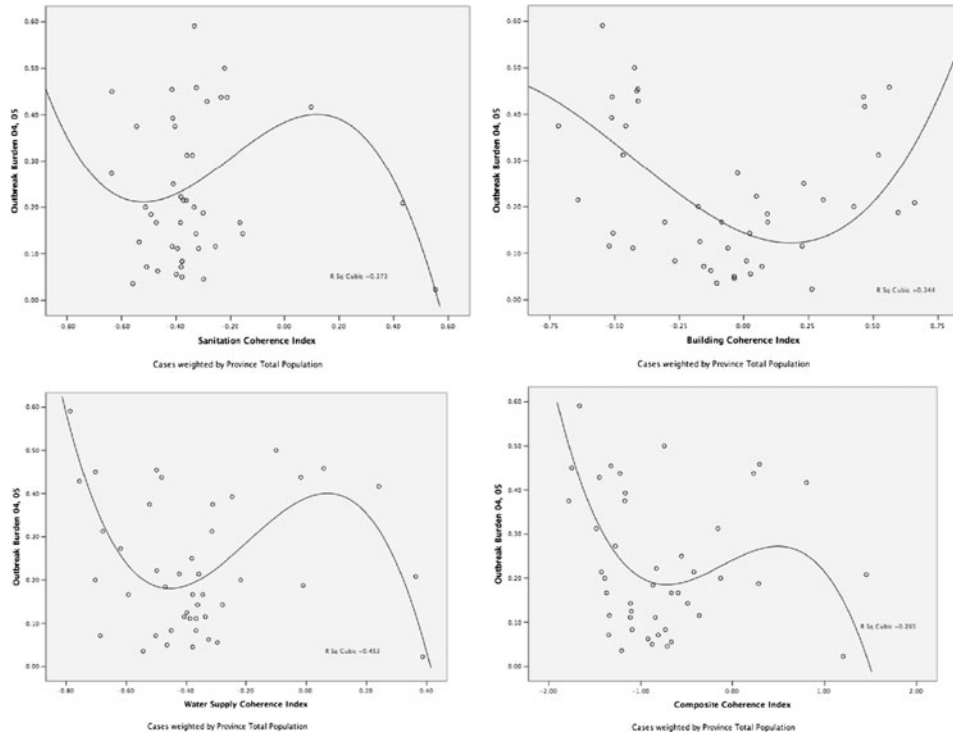 0.60
0.50
0.40
0.30
0.20
0.10
0.00
Outbreak Burden 04, 05
R Sq Cubic =0.273
-0.80 -0.60 -0.40 -0.20 0.00 0.20 0.40 0.60
Sanitation Coherence Index
Cases weighted by Province Total Population
0.60
0.50
0.40
0.30
0.20
0.10
0.00
Outbreak Burden 04, 05
R Sq Cubic =0.344
-0.75 -0.50 -0.25 0.00 0.25 0.50 0.75
Building Coherence Index
Cases weighted by Province Total Population
0.60
0.50
0.40
0.30
0.20
0.10
0.00
Outbreak Burden 04, 05
R Sq Cubic =0.453
-0.80 -0.60 -0.40 -0.20 0.00 0.20 0.40
Water Supply Coherence Index
Cases weighted by Province Total Population
0.60
0.50
0.40
0.30
0.20
0.10
0.00
Outbreak Burden 04, 05
R Sq Cubic =0.265
-2.00 -1.00 0.00 1.00 2.00
Composite Coherence Index
Cases weighted by Province Total Population